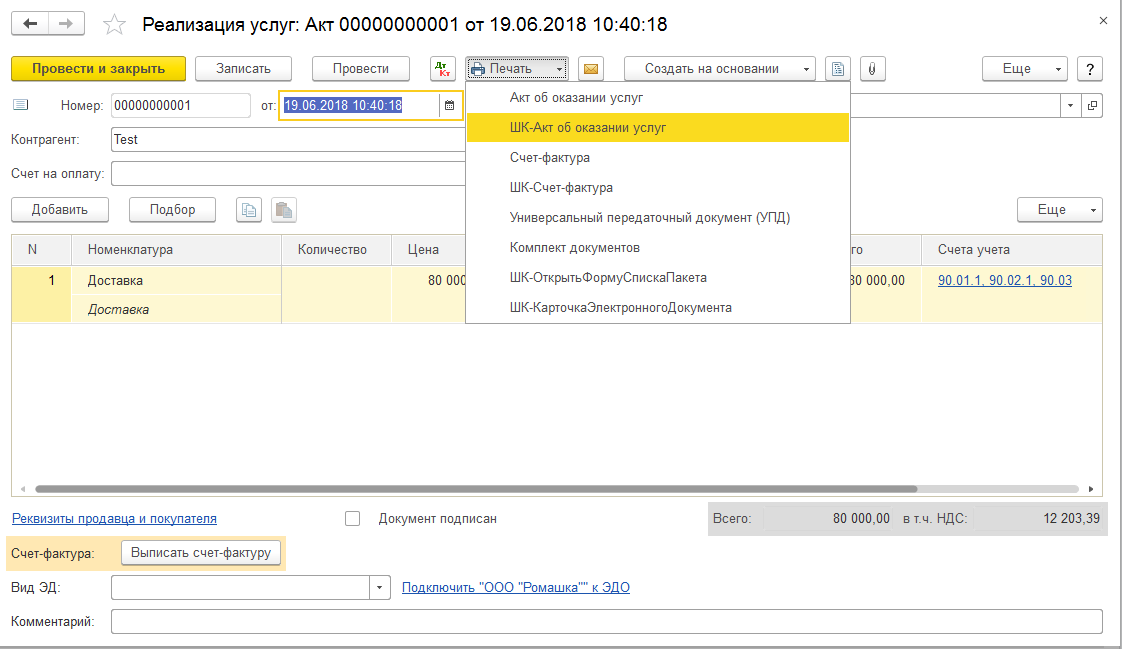 Реализация услуг: Акт 00000000001 от 19.06.2018 10:40:18
Провести и закрыть Записать Провести Дт Кт Печать Создать на основании Еще ?
Номер: 00000000001 от: 19.06.2018 10:40:18
Контрагент: Test
Счет на оплату:
Акт об оказании услуг
ШК-Акт об оказании услуг
Счет-фактура
ШК-Счет-фактура
Универсальный передаточный документ (УПД)
Комплект документов
ШК-ОткрытьФормуСпискаПакета
ШК-КарточкаЭлектронногоДокумента
Добавить Подбор Еще
N Номенклатура Количество Цена Счета учета
1 Доставка 80 000 80 000,00 90.01.1, 90.02.1, 90.03
Доставка
Реквизиты продавца и покупателя Документ подписан Всего: 80 000,00 в т.ч. НДС: 12 203,39
Счет-фактура: Выписать счет-фактуру
Вид ЭД: Подключить "ООО "Ромашка"" к ЭДО
Комментарий: